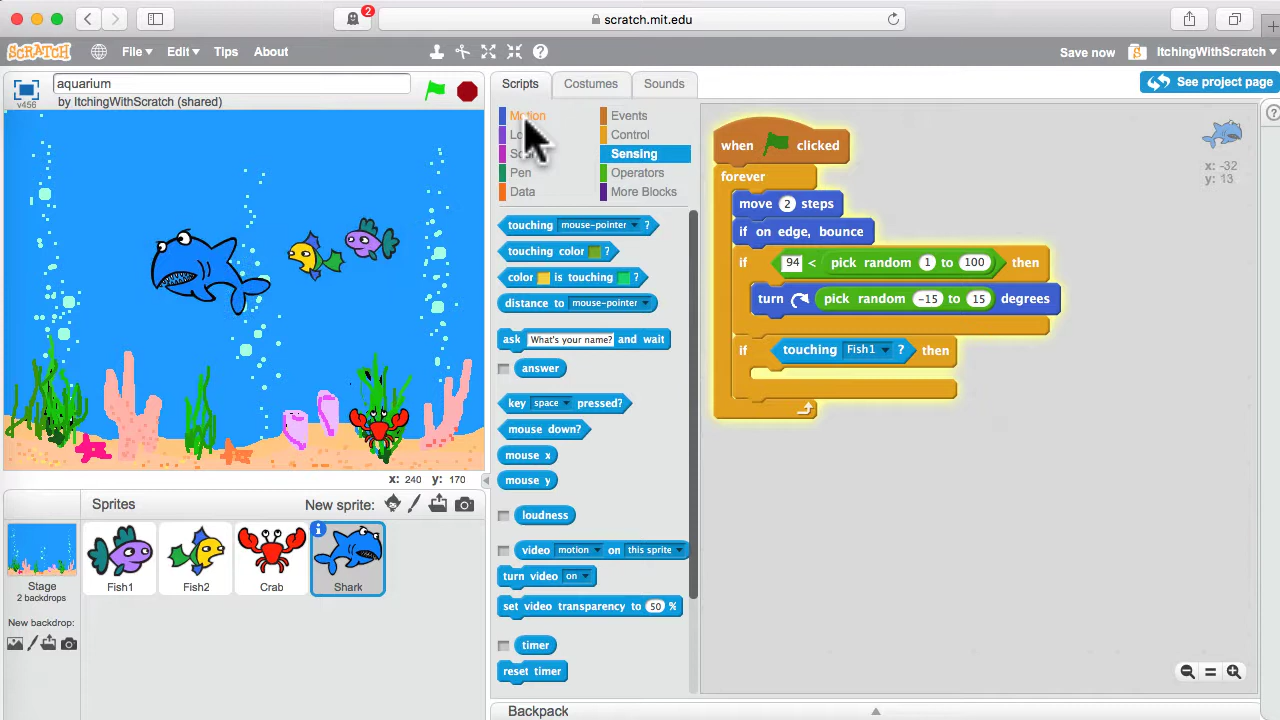 2
scratch.mit.edu
SCRATCH
File
Edit
Tips
About
Save now
ItchingWithScratch
aquarium
by ItchingWithScratch (shared)
v456
Scripts
Costumes
Sounds
See project page
Motion
Events
Control
Sensing
Pen
Operators
Data
More Blocks
touching mouse-pointer ?
touching color ?
color is touching ?
distance to mouse-pointer
ask What's your name? and wait
answer
key space pressed?
mouse down?
mouse x
mouse y
loudness
video motion on this sprite
turn video on
set video transparency to 50 %
timer
reset timer
when clicked
forever
move 2 steps
if on edge, bounce
if 94 < pick random 1 to 100 then
turn pick random -15 to 15 degrees
if touching Fish1 ? then
x: -32
y: 13
x: 240 y: 170
Sprites
New sprite:
Stage
2 backdrops
New backdrop:
Fish1
Fish2
Crab
Shark
Backpack